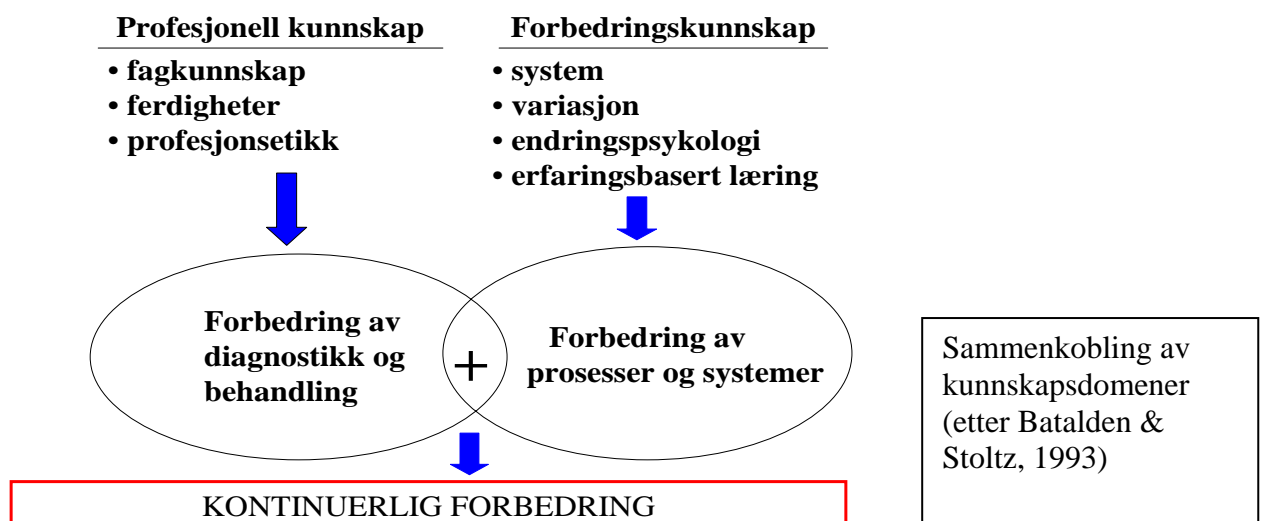 Profesjonell kunnskap
• fagkunnskap
• ferdigheter
• profesjonsetikk
Forbedringskunnskap
• system
• variasjon
• endringspsykologi
• erfaringsbasert læring
Forbedring av
diagnostikk og
behandling
+
Forbedring av
prosesser og systemer
Sammenkobling av
kunnskapsdomener
(etter Batalden &
Stoltz, 1993)
KONTINUERLIG FORBEDRING